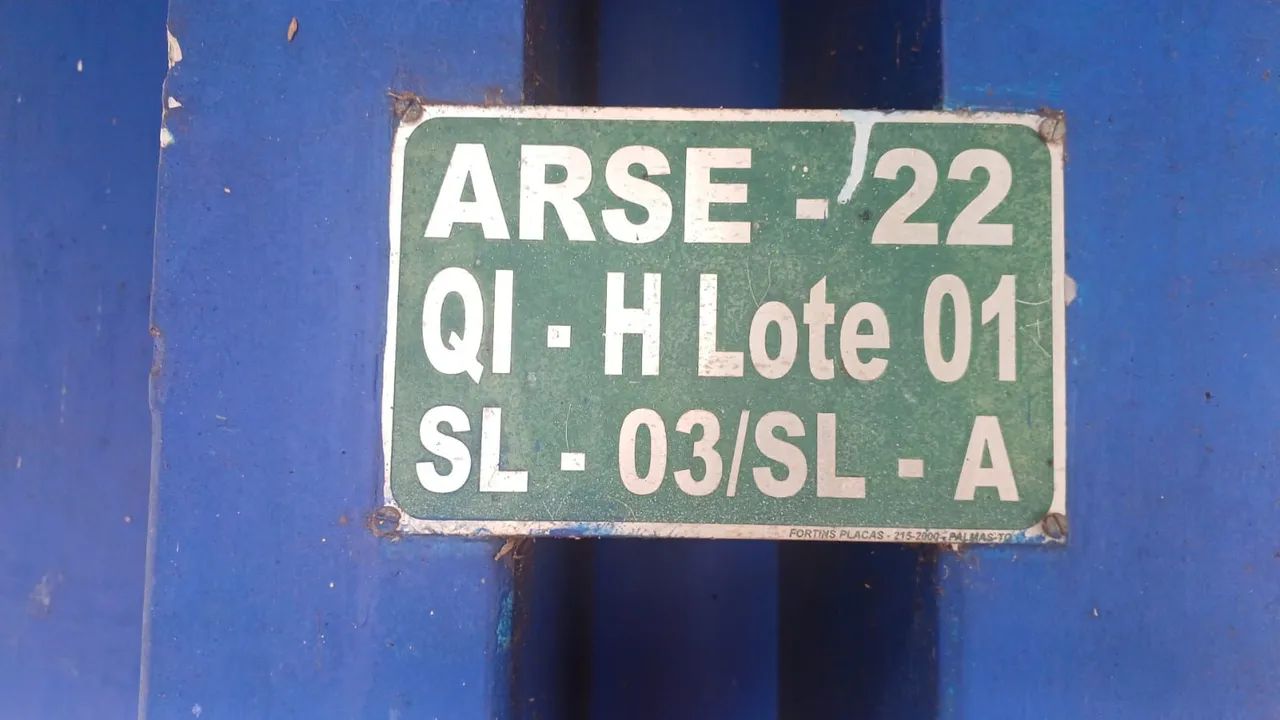 ARSE - 22
QI - H Lote 01
SL - 03/SL - A
FORTINS PLACAS - 215-2000 - PALMAS-TO